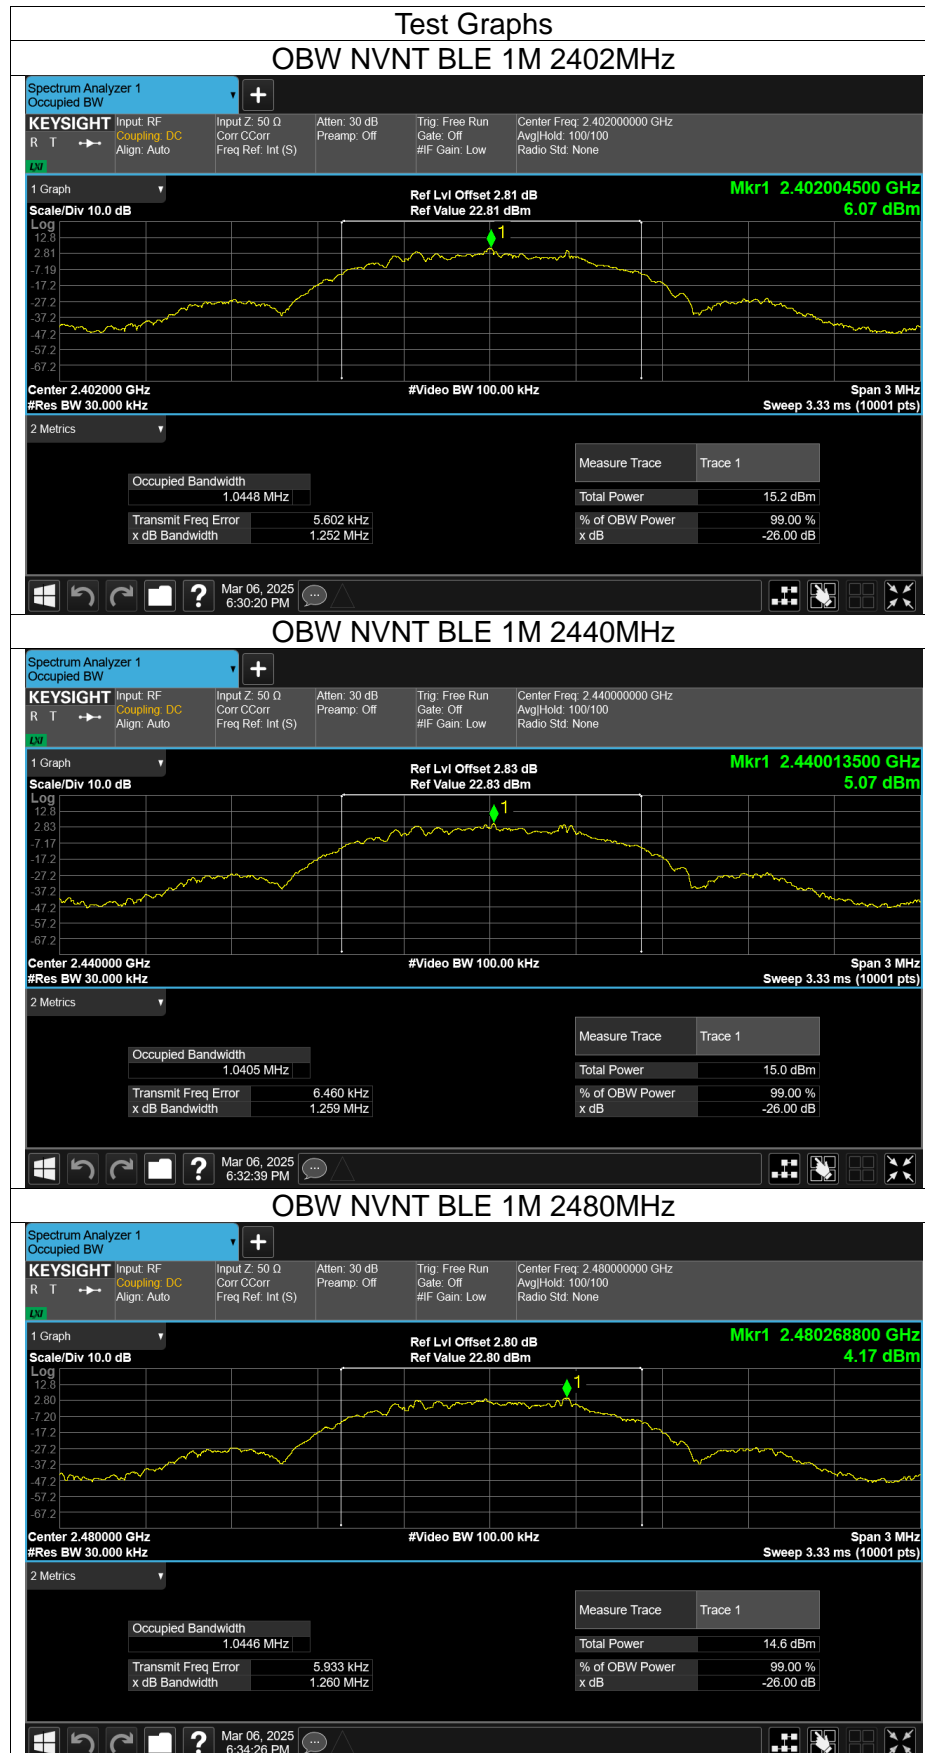 Test Graphs
OBW NVNT BLE 1M 2402MHz
Spectrum Analyzer 1
Occupied BW
KEYSIGHT Input: RF Input Z: 50 Ω Atten: 30 dB Trig: Free Run Center Freq: 2.402000000 GHz
R T Coupling: DC Corr CCorr Preamp: Off Gate: Off Avg|Hold: 100/100
Align: Auto Freq Ref: Int (S) #IF Gain: Low Radio Std: None
LXI
1 Graph Ref Lvl Offset 2.81 dB Mkr1 2.402004500 GHz
Scale/Div 10.0 dB Ref Value 22.81 dBm 6.07 dBm
Log
1
12.8
2.81
-7.19
-17.2
-27.2
-37.2
-47.2
-57.2
-67.2
Center 2.402000 GHz #Video BW 100.00 kHz Span 3 MHz
#Res BW 30.000 kHz Sweep 3.33 ms (10001 pts)
2 Metrics
Measure Trace Trace 1
Occupied Bandwidth
1.0448 MHz Total Power 15.2 dBm
Transmit Freq Error 5.602 kHz % of OBW Power 99.00 %
x dB Bandwidth 1.252 MHz x dB -26.00 dB
? Mar 06, 2025
6:30:20 PM
OBW NVNT BLE 1M 2440MHz
Spectrum Analyzer 1
Occupied BW
KEYSIGHT Input: RF Input Z: 50 Ω Atten: 30 dB Trig: Free Run Center Freq: 2.440000000 GHz
R T Coupling: DC Corr CCorr Preamp: Off Gate: Off Avg|Hold: 100/100
Align: Auto Freq Ref: Int (S) #IF Gain: Low Radio Std: None
LXI
1 Graph Ref Lvl Offset 2.83 dB Mkr1 2.440013500 GHz
Scale/Div 10.0 dB Ref Value 22.83 dBm 5.07 dBm
Log
1
12.8
2.83
-7.17
-17.2
-27.2
-37.2
-47.2
-57.2
-67.2
Center 2.440000 GHz #Video BW 100.00 kHz Span 3 MHz
#Res BW 30.000 kHz Sweep 3.33 ms (10001 pts)
2 Metrics
Measure Trace Trace 1
Occupied Bandwidth
1.0405 MHz Total Power 15.0 dBm
Transmit Freq Error 6.460 kHz % of OBW Power 99.00 %
x dB Bandwidth 1.259 MHz x dB -26.00 dB
? Mar 06, 2025
6:32:39 PM
OBW NVNT BLE 1M 2480MHz
Spectrum Analyzer 1
Occupied BW
KEYSIGHT Input: RF Input Z: 50 Ω Atten: 30 dB Trig: Free Run Center Freq: 2.480000000 GHz
R T Coupling: DC Corr CCorr Preamp: Off Gate: Off Avg|Hold: 100/100
Align: Auto Freq Ref: Int (S) #IF Gain: Low Radio Std: None
LXI
1 Graph Ref Lvl Offset 2.80 dB Mkr1 2.480268800 GHz
Scale/Div 10.0 dB Ref Value 22.80 dBm 4.17 dBm
Log
1
12.8
2.80
-7.20
-17.2
-27.2
-37.2
-47.2
-57.2
-67.2
Center 2.480000 GHz #Video BW 100.00 kHz Span 3 MHz
#Res BW 30.000 kHz Sweep 3.33 ms (10001 pts)
2 Metrics
Measure Trace Trace 1
Occupied Bandwidth
1.0446 MHz Total Power 14.6 dBm
Transmit Freq Error 5.933 kHz % of OBW Power 99.00 %
x dB Bandwidth 1.260 MHz x dB -26.00 dB
? Mar 06, 2025
6:34:26 PM